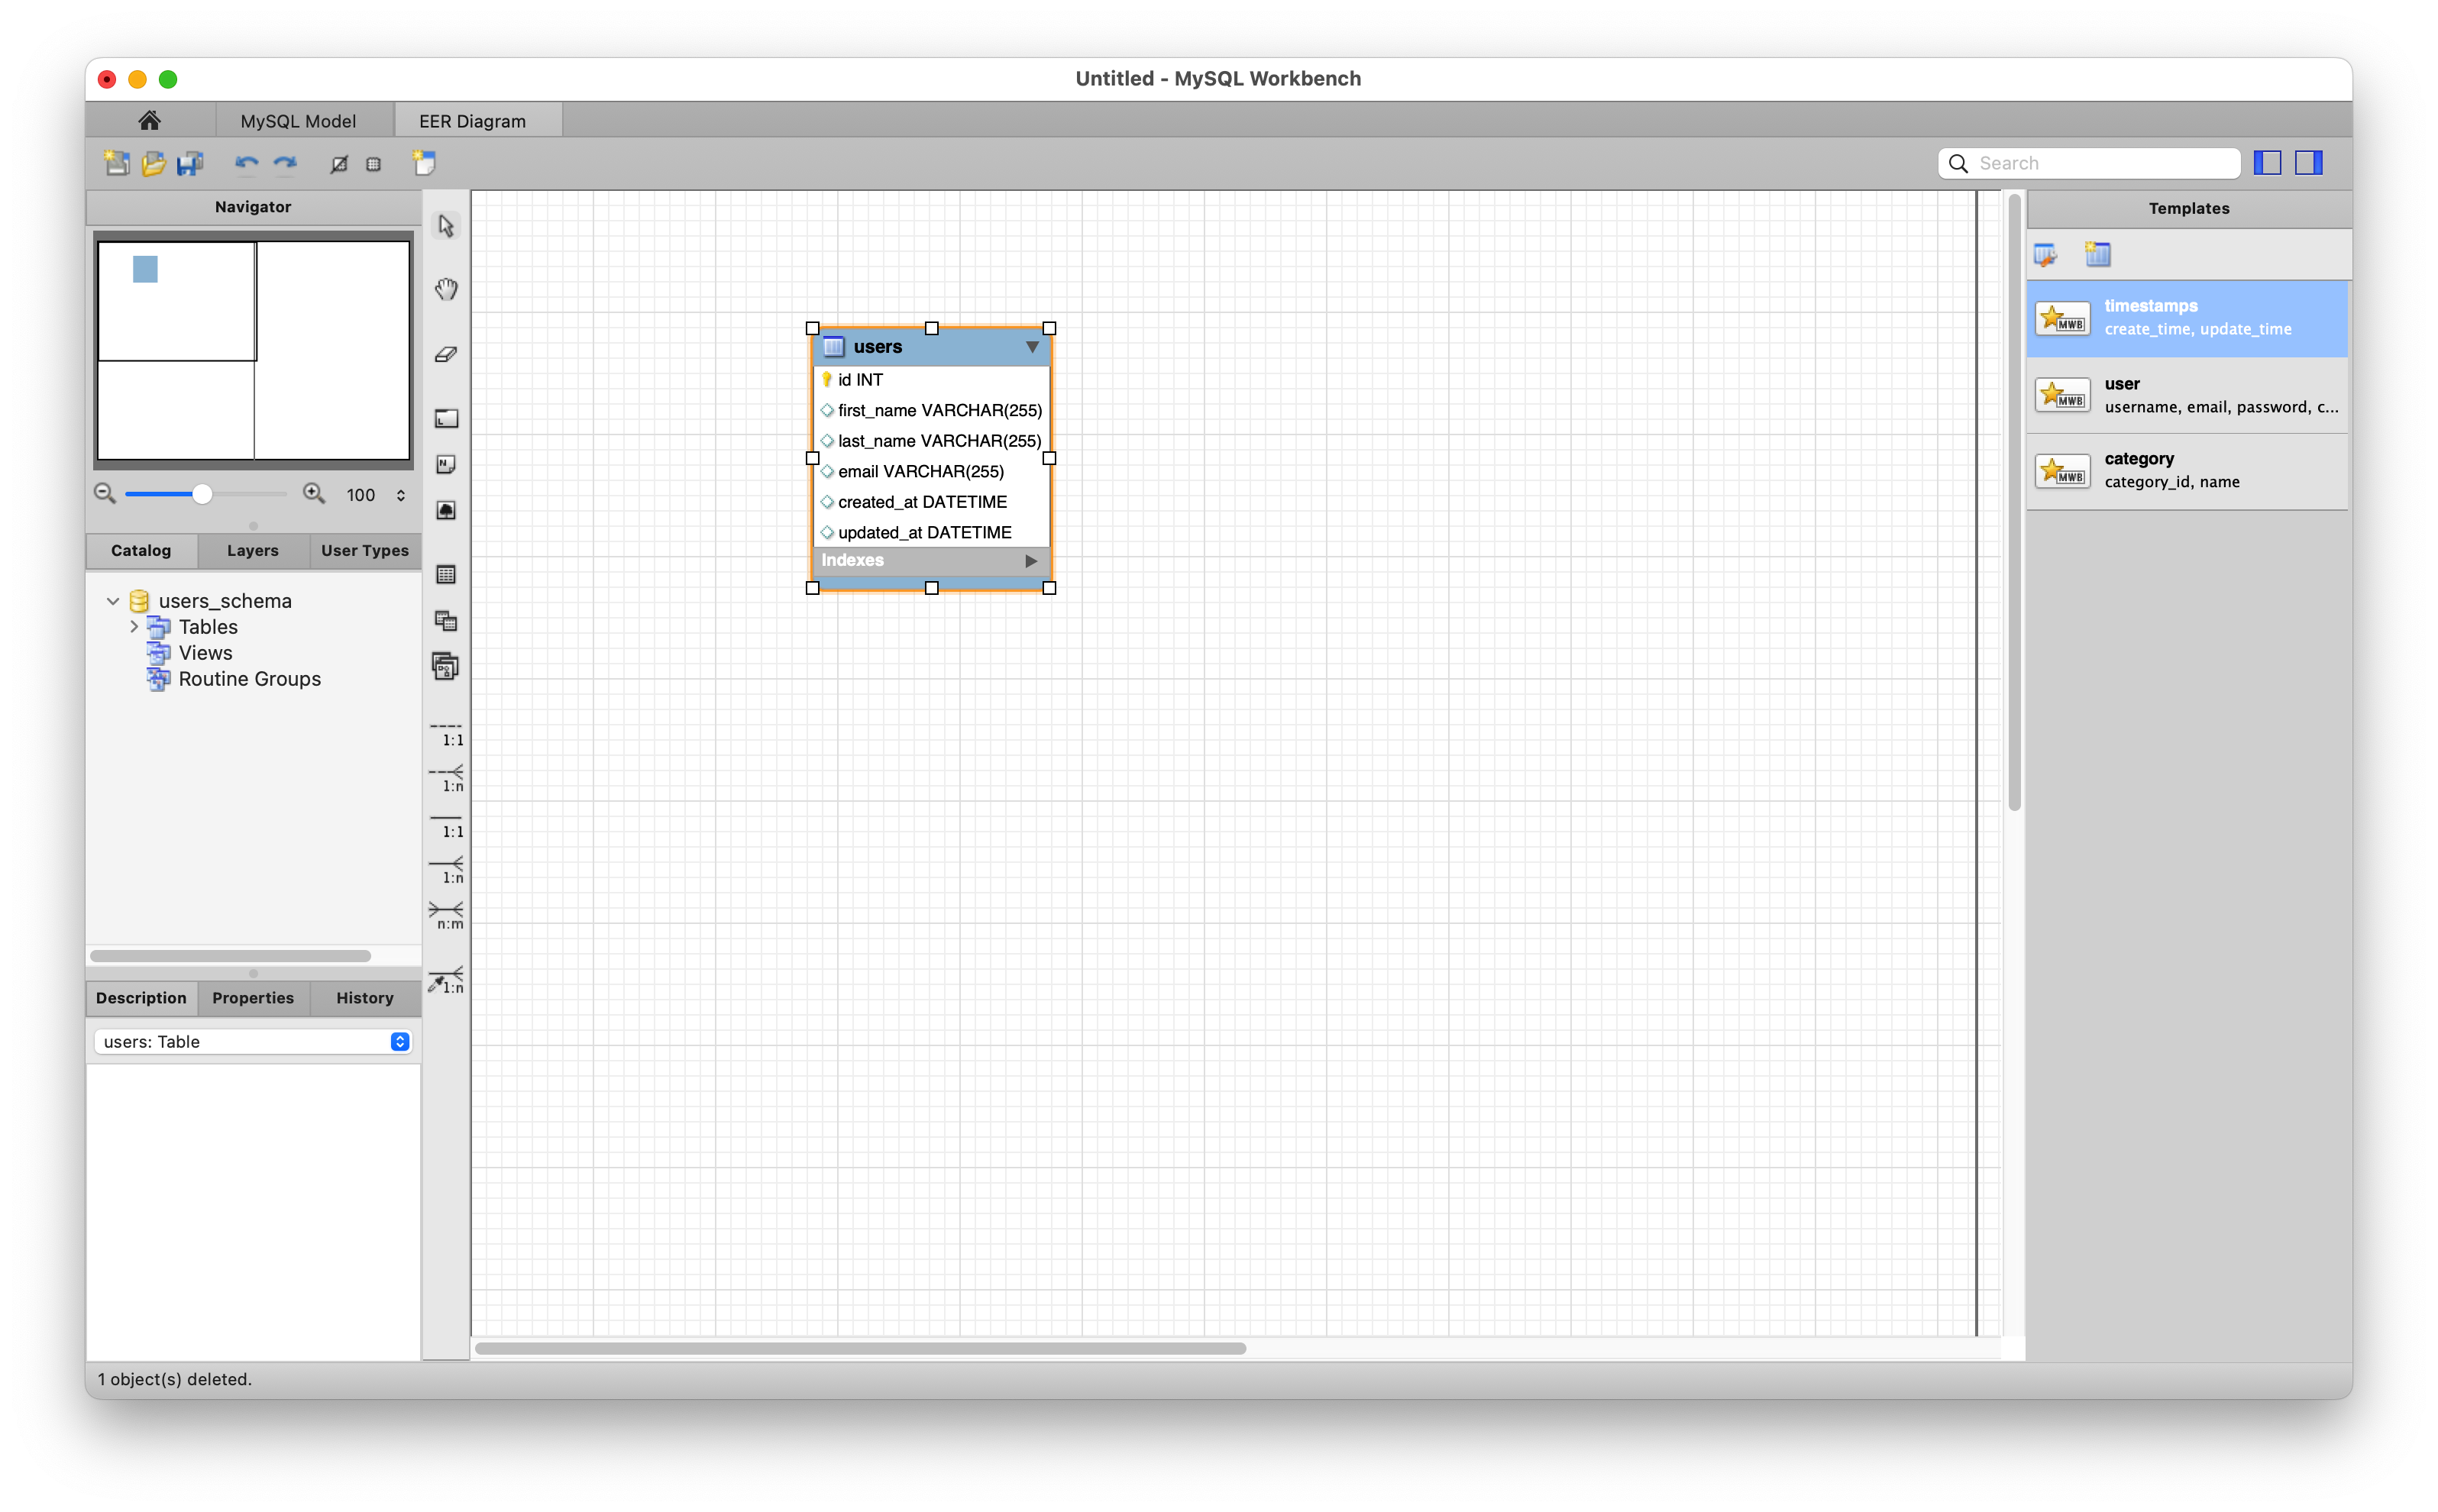 Untitled - MySQL Workbench
MySQL Model
EER Diagram
Search
Navigator
100
Catalog
Layers
User Types
users_schema
Tables
Views
Routine Groups
Description
Properties
History
users: Table
1:1
1:n
1:1
1:n
n:m
1:n
users
id INT
first_name VARCHAR(255)
last_name VARCHAR(255)
email VARCHAR(255)
created_at DATETIME
updated_at DATETIME
Indexes
Templates
MWB
timestamps
create_time, update_time
MWB
user
username, email, password, c...
MWB
category
category_id, name
1 object(s) deleted.